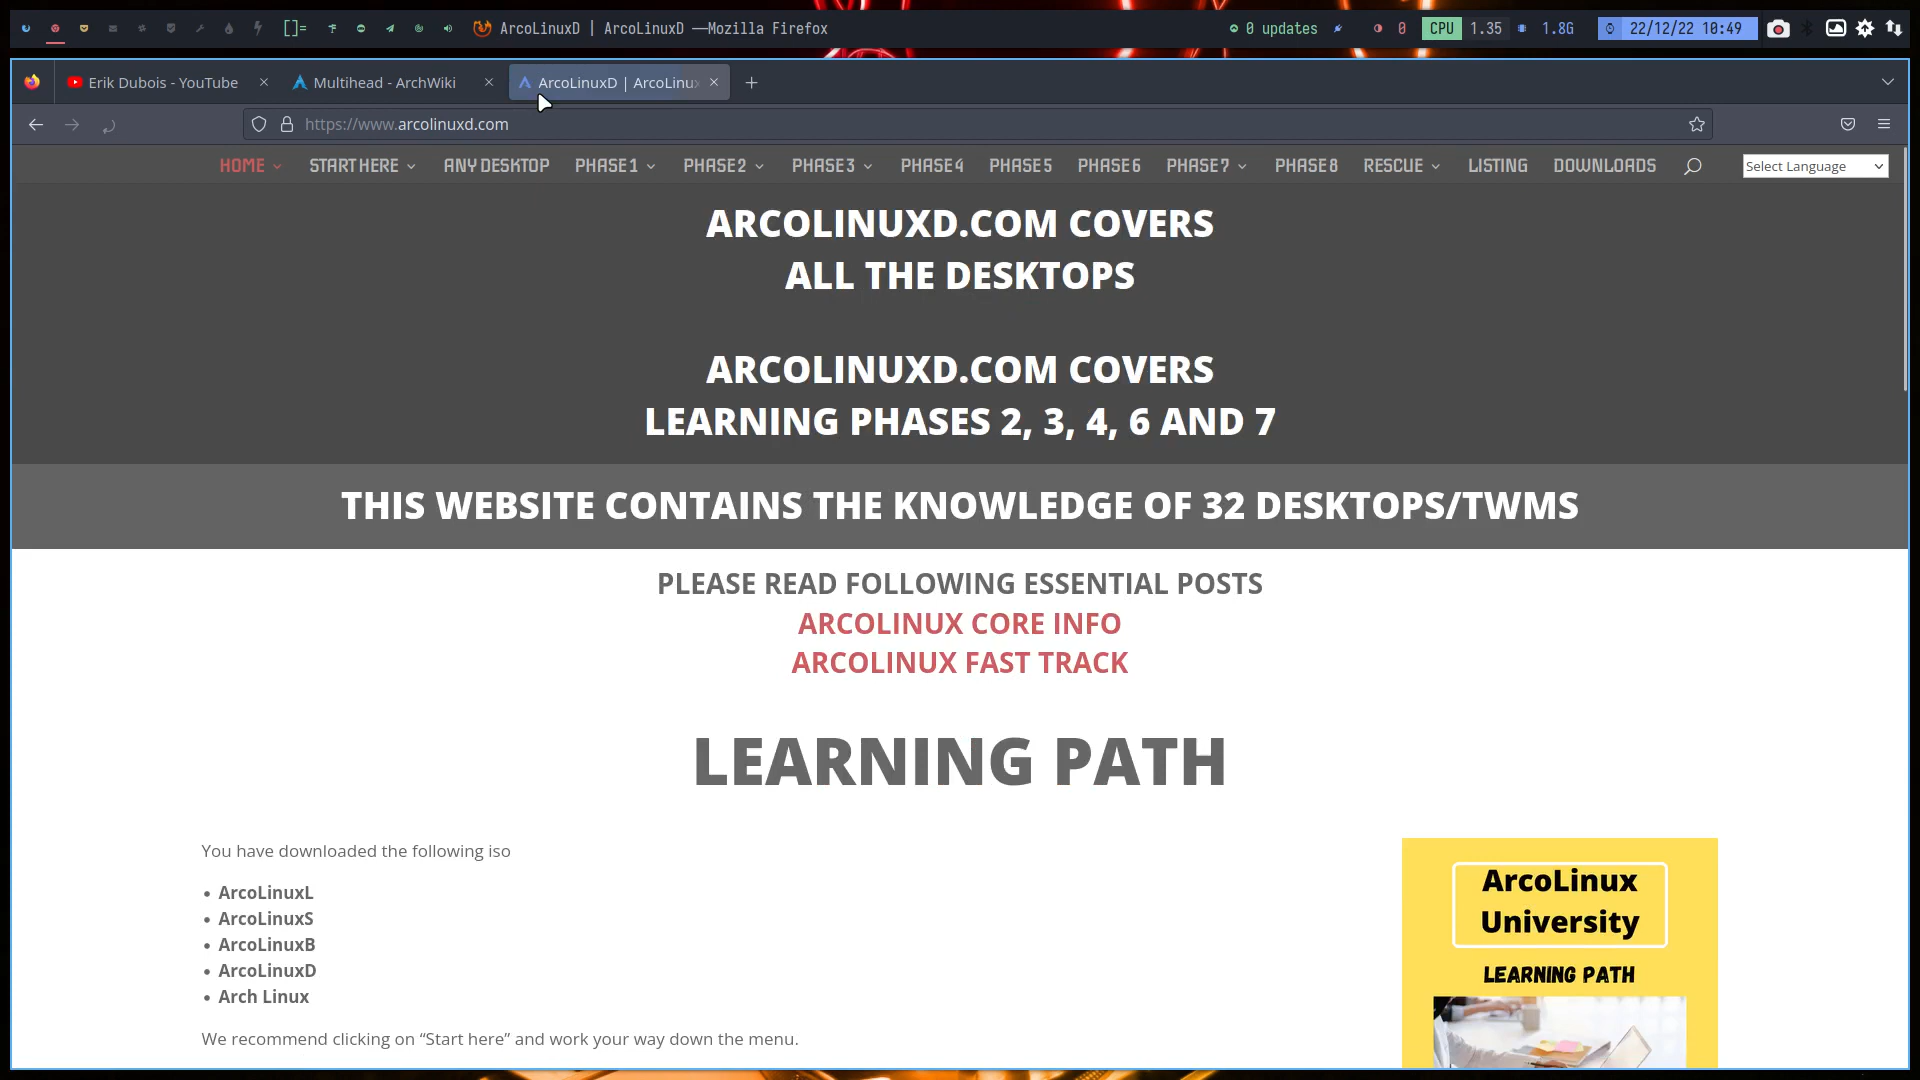 []=
ArcoLinuxD | ArcoLinuxD —Mozilla Firefox
0 updates
0
CPU 1.35
1.8G
22/12/22 10:49
Erik Dubois - YouTube
Multihead - ArchWiki
ArcoLinuxD | ArcoLinux
https://www.arcolinuxd.com
HOME START HERE ANY DESKTOP PHASE 1 PHASE 2 PHASE 3 PHASE 4 PHASE 5 PHASE 6 PHASE 7 PHASE 8 RESCUE LISTING DOWNLOADS
Select Language
ARCOLINUXD.COM COVERS
ALL THE DESKTOPS
ARCOLINUXD.COM COVERS
LEARNING PHASES 2, 3, 4, 6 AND 7
THIS WEBSITE CONTAINS THE KNOWLEDGE OF 32 DESKTOPS/TWMS
PLEASE READ FOLLOWING ESSENTIAL POSTS
ARCOLINUX CORE INFO
ARCOLINUX FAST TRACK
LEARNING PATH
You have downloaded the following iso
• ArcoLinuxL
• ArcoLinuxS
• ArcoLinuxB
• ArcoLinuxD
• Arch Linux
We recommend clicking on “Start here” and work your way down the menu.
ArcoLinux
University
LEARNING PATH